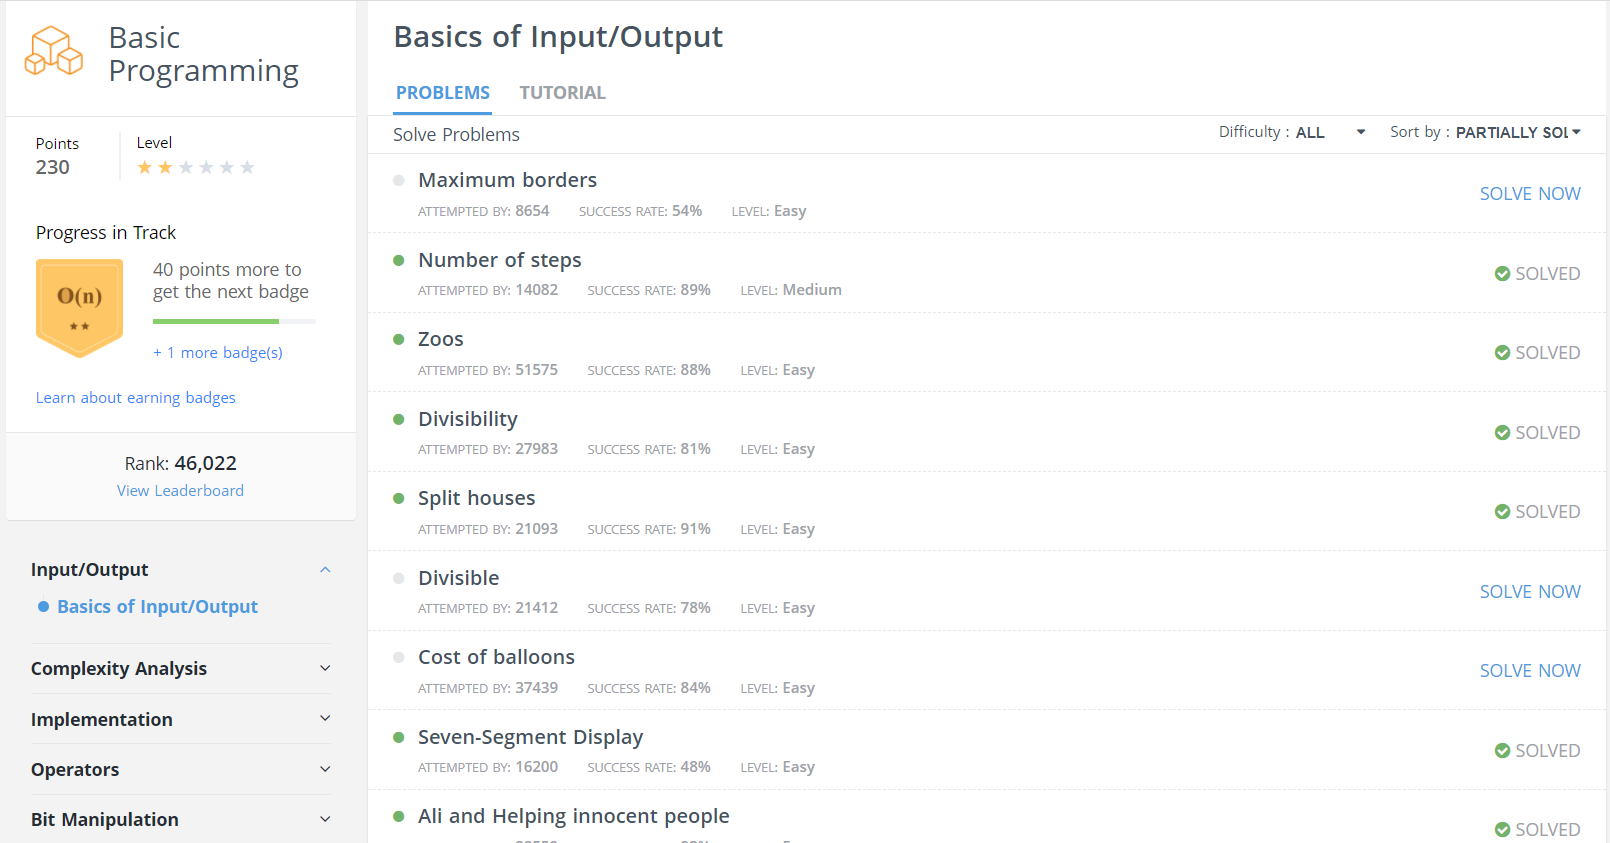 Basic
Programming
Points
230
Level
Progress in Track
O(n)
40 points more to
get the next badge
+ 1 more badge(s)
Learn about earning badges
Rank: 46,022
View Leaderboard
Input/Output
Basics of Input/Output
Complexity Analysis
Implementation
Operators
Bit Manipulation
Basics of Input/Output
PROBLEMS TUTORIAL
Solve Problems Difficulty : ALL Sort by : PARTIALLY SOL
Maximum borders
ATTEMPTED BY: 8654 SUCCESS RATE: 54% LEVEL: Easy
SOLVE NOW
Number of steps
ATTEMPTED BY: 14082 SUCCESS RATE: 89% LEVEL: Medium
SOLVED
Zoos
ATTEMPTED BY: 51575 SUCCESS RATE: 88% LEVEL: Easy
SOLVED
Divisibility
ATTEMPTED BY: 27983 SUCCESS RATE: 81% LEVEL: Easy
SOLVED
Split houses
ATTEMPTED BY: 21093 SUCCESS RATE: 91% LEVEL: Easy
SOLVED
Divisible
ATTEMPTED BY: 21412 SUCCESS RATE: 78% LEVEL: Easy
SOLVE NOW
Cost of balloons
ATTEMPTED BY: 37439 SUCCESS RATE: 84% LEVEL: Easy
SOLVE NOW
Seven-Segment Display
ATTEMPTED BY: 16200 SUCCESS RATE: 48% LEVEL: Easy
SOLVED
Ali and Helping innocent people
SOLVED